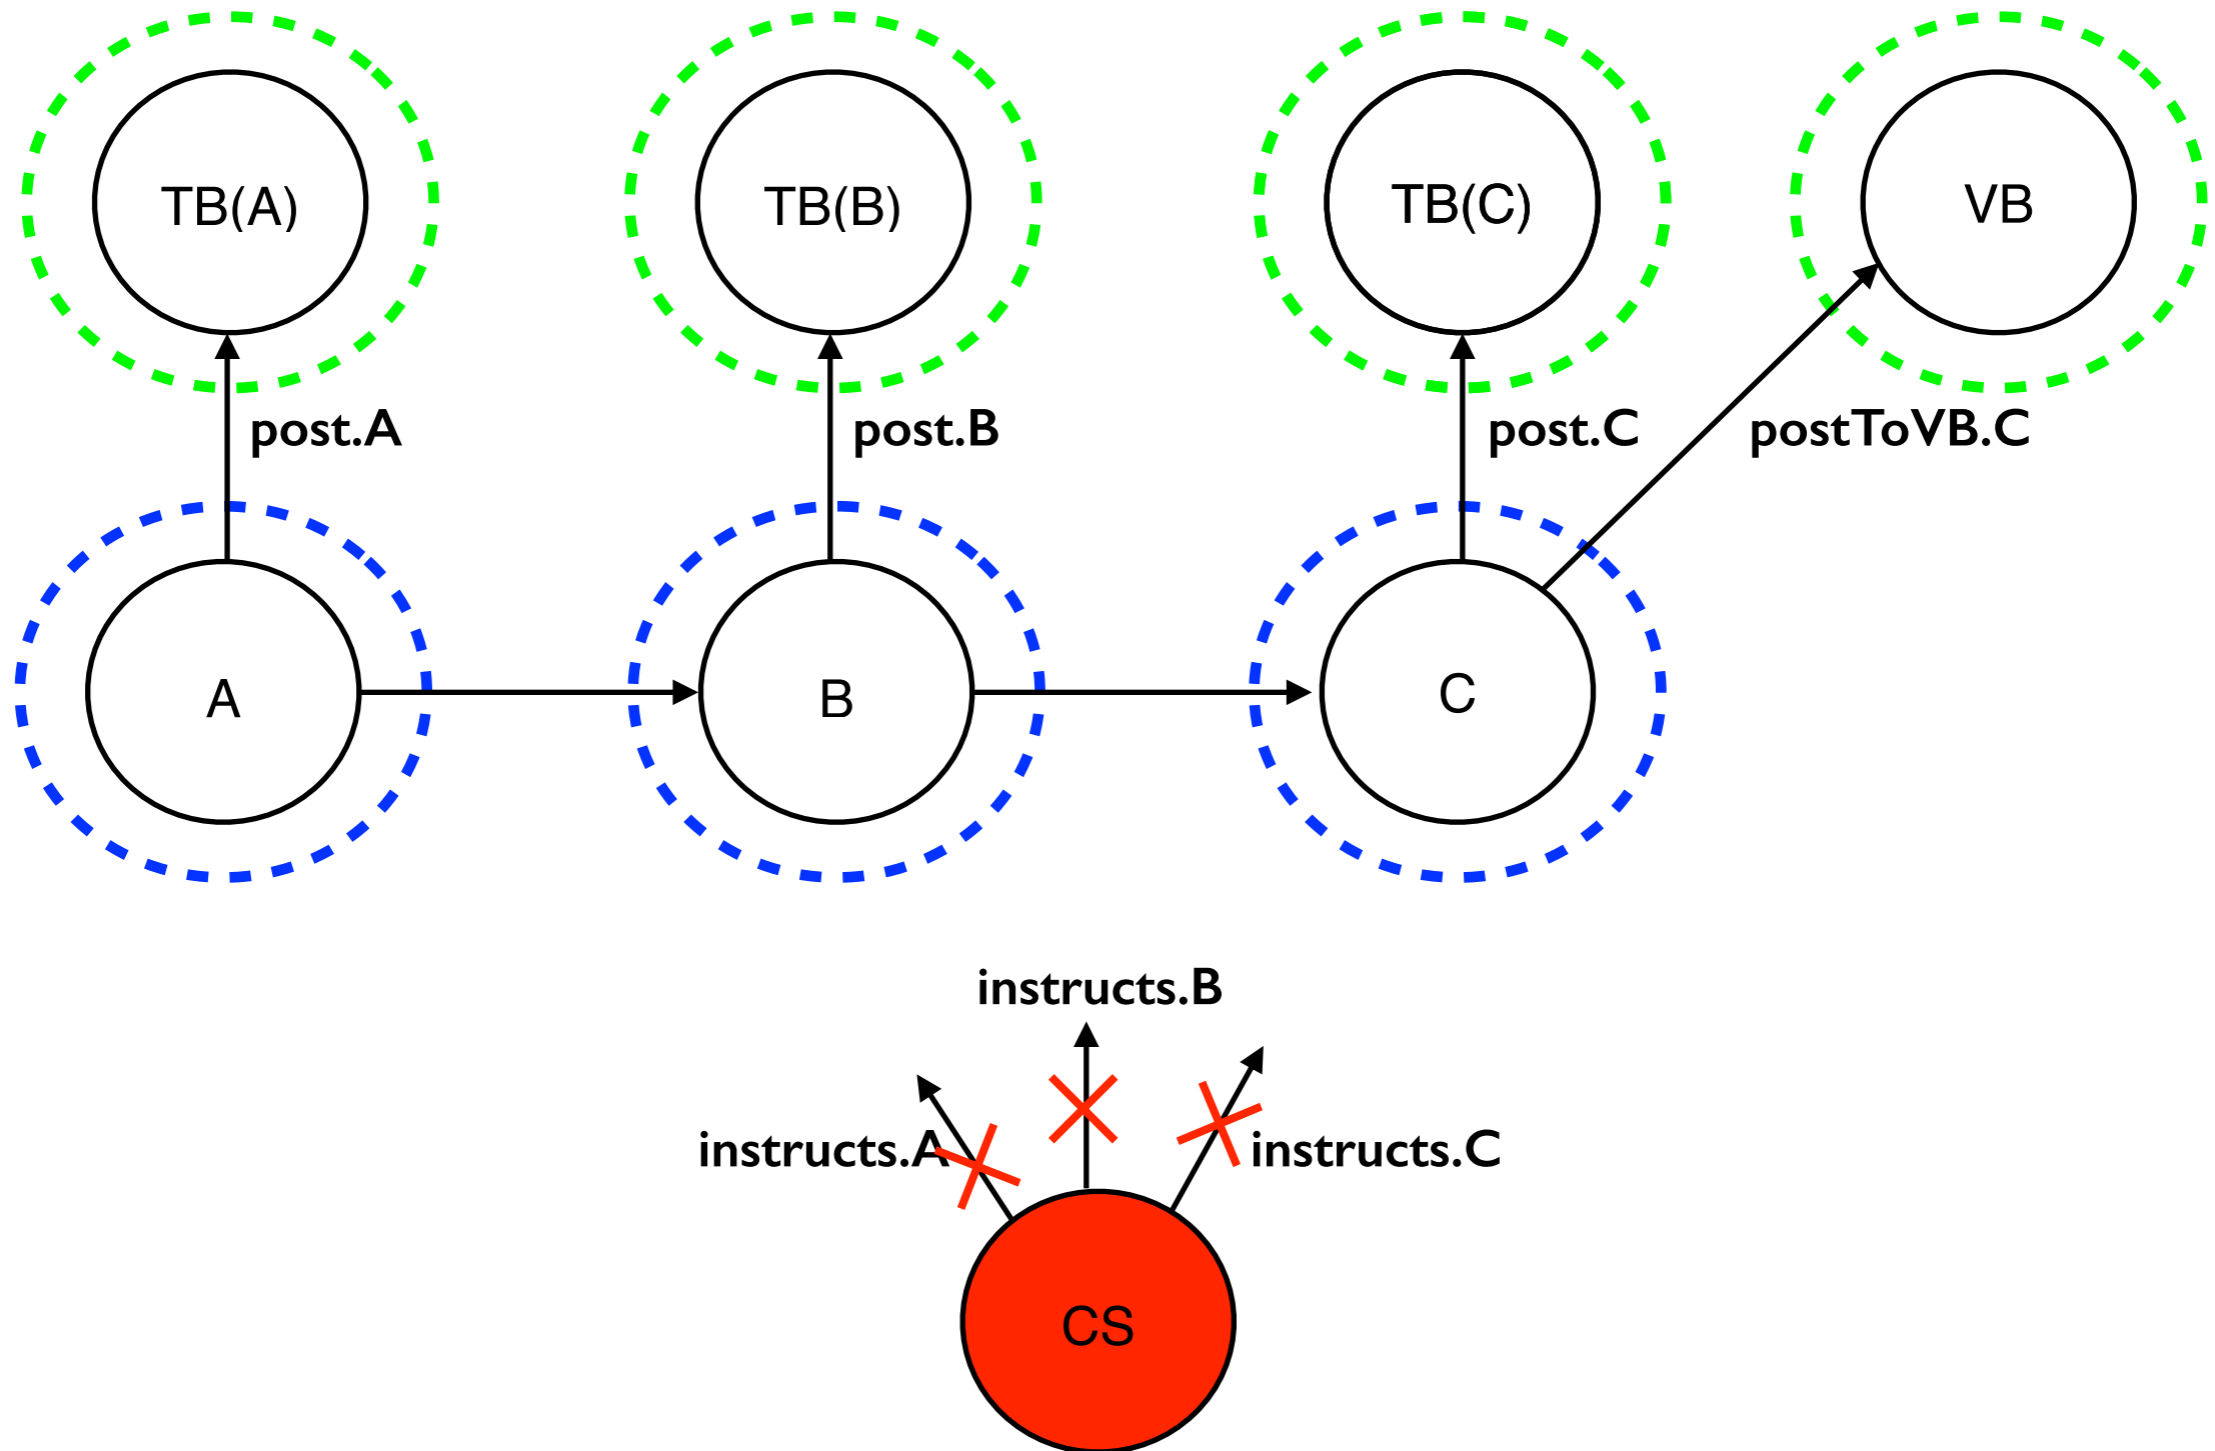 TB(A)
TB(B)
TB(C)
VB
post.A
post.B
post.C
postToVB.C
A
B
C
instructs.B
instructs.A
instructs.C
CS